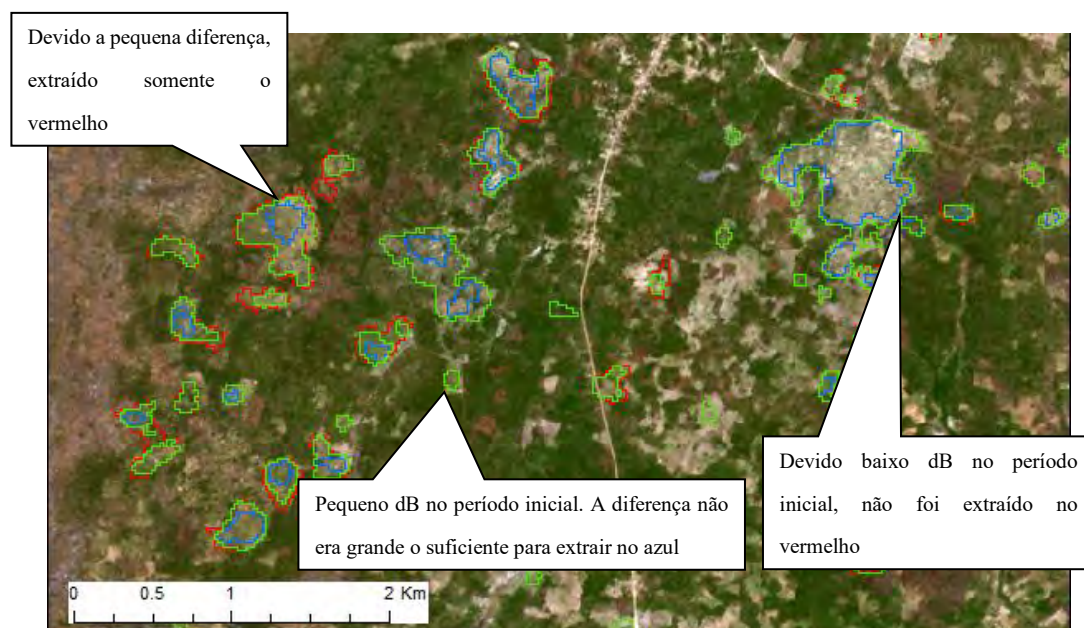 Devido a pequena diferença,
extraído somente o
vermelho
Pequeno dB no período inicial. A diferença não
era grande o suficiente para extrair no azul
Devido baixo dB no período
inicial, não foi extraído no
vermelho
0 0.5 1 2 Km